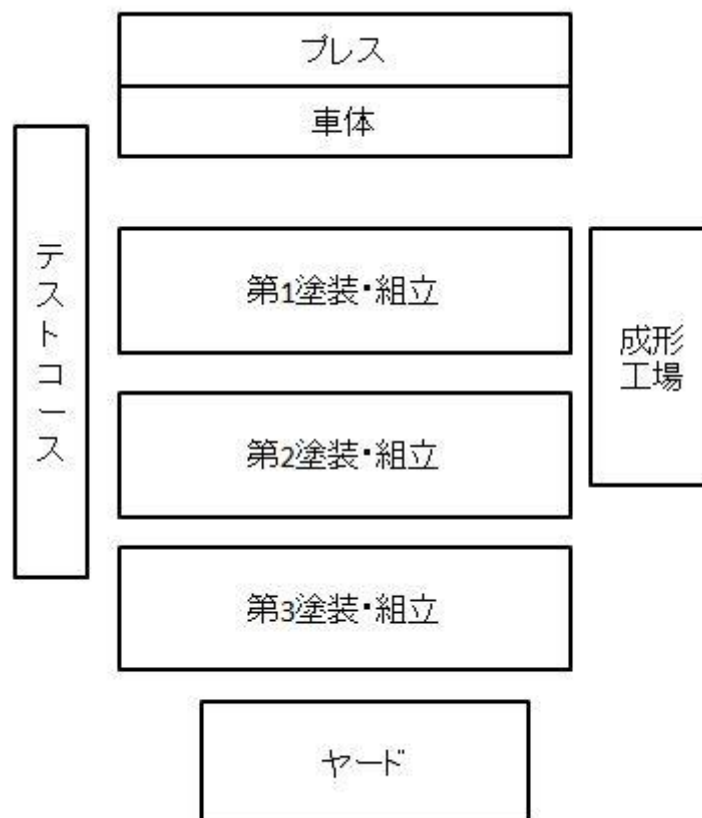 プレス
車体
テストコース
第1塗装・組立
成形
工場
第2塗装・組立
第3塗装・組立
ヤード